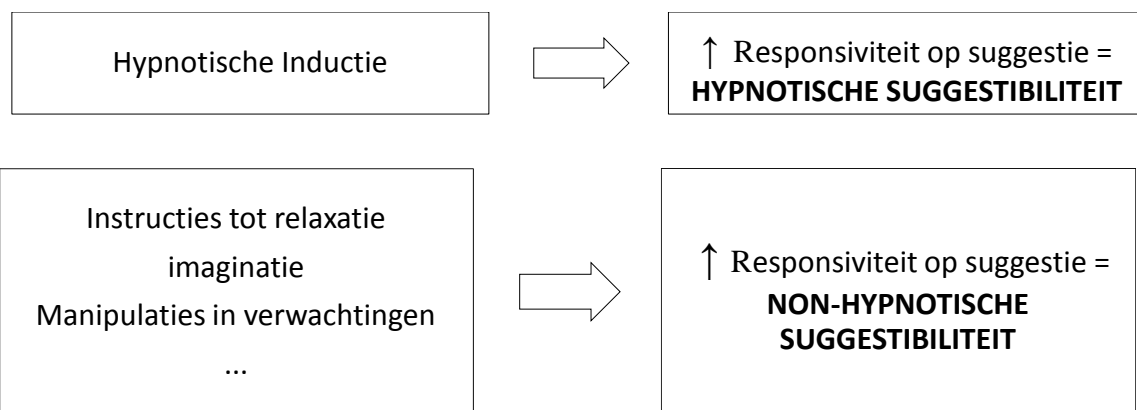 Hypnotische Inductie
↑ Responsiviteit op suggestie =
HYPNOTISCHE SUGGESTIBILITEIT
Instructies tot relaxatie
imaginatie
Manipulaties in verwachtingen
...
↑ Responsiviteit op suggestie =
NON-HYPNOTISCHE
SUGGESTIBILITEIT